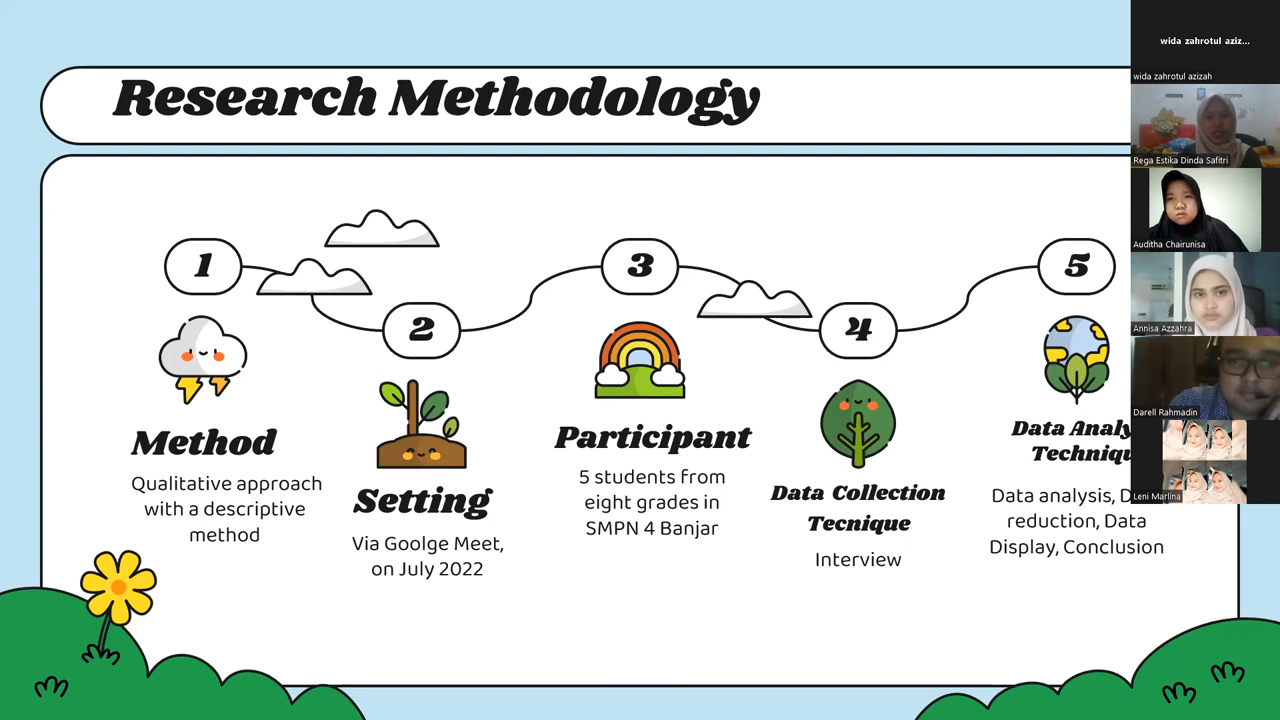 Research Methodology
1
2
3
4
5
Method
Qualitative approach
with a descriptive
method
Setting
Via Goolge Meet,
on July 2022
Participant
5 students from
eight grades in
SMPN 4 Banjar
Data Collection
Tecnique
Interview
Data Analy
Techniqu
Data analysis, D
reduction, Data
Display, Conclusion
wida zahrotul aziz...
wida zahrotul azizah
Rega Estika Dinda Safitri
Auditha Chairunisa
Annisa Azzahra
Darell Rahmadin
Leni Marlina